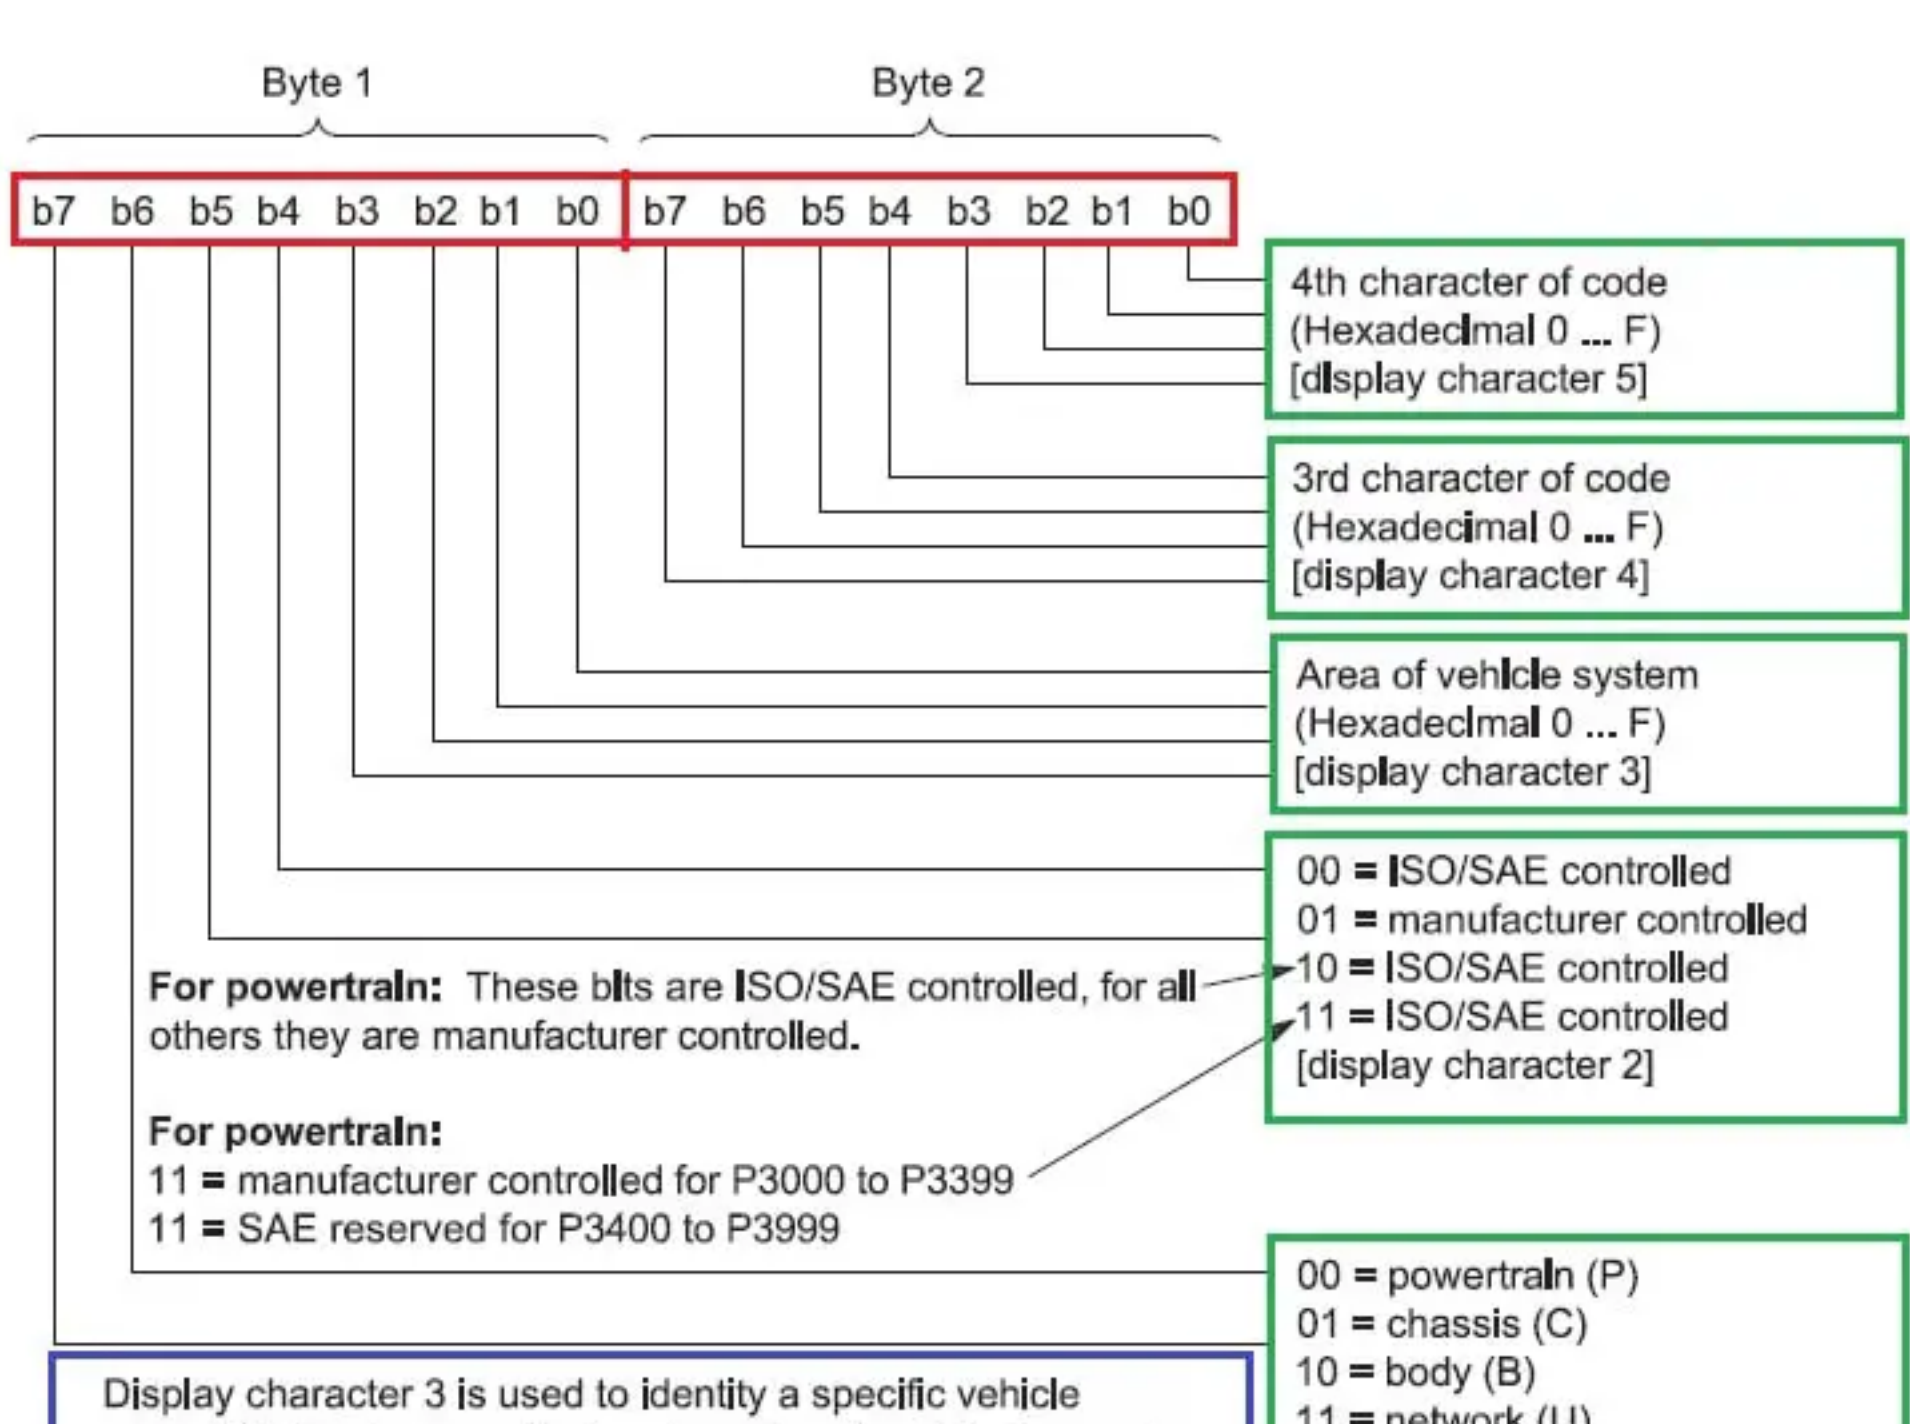 Byte 1
Byte 2
b7 b6 b5 b4 b3 b2 b1 b0 b7 b6 b5 b4 b3 b2 b1 b0
4th character of code
(Hexadecimal 0 ... F)
[display character 5]
3rd character of code
(Hexadecimal 0 ... F)
[display character 4]
Area of vehicle system
(Hexadecimal 0 ... F)
[display character 3]
00 = ISO/SAE controlled
01 = manufacturer controlled
10 = ISO/SAE controlled
11 = ISO/SAE controlled
[display character 2]
For powertrain: These bits are ISO/SAE controlled, for all
others they are manufacturer controlled.
For powertrain:
11 = manufacturer controlled for P3000 to P3399
11 = SAE reserved for P3400 to P3999
00 = powertrain (P)
01 = chassis (C)
10 = body (B)
11 = network (U)
Display character 3 is used to identity a specific vehicle